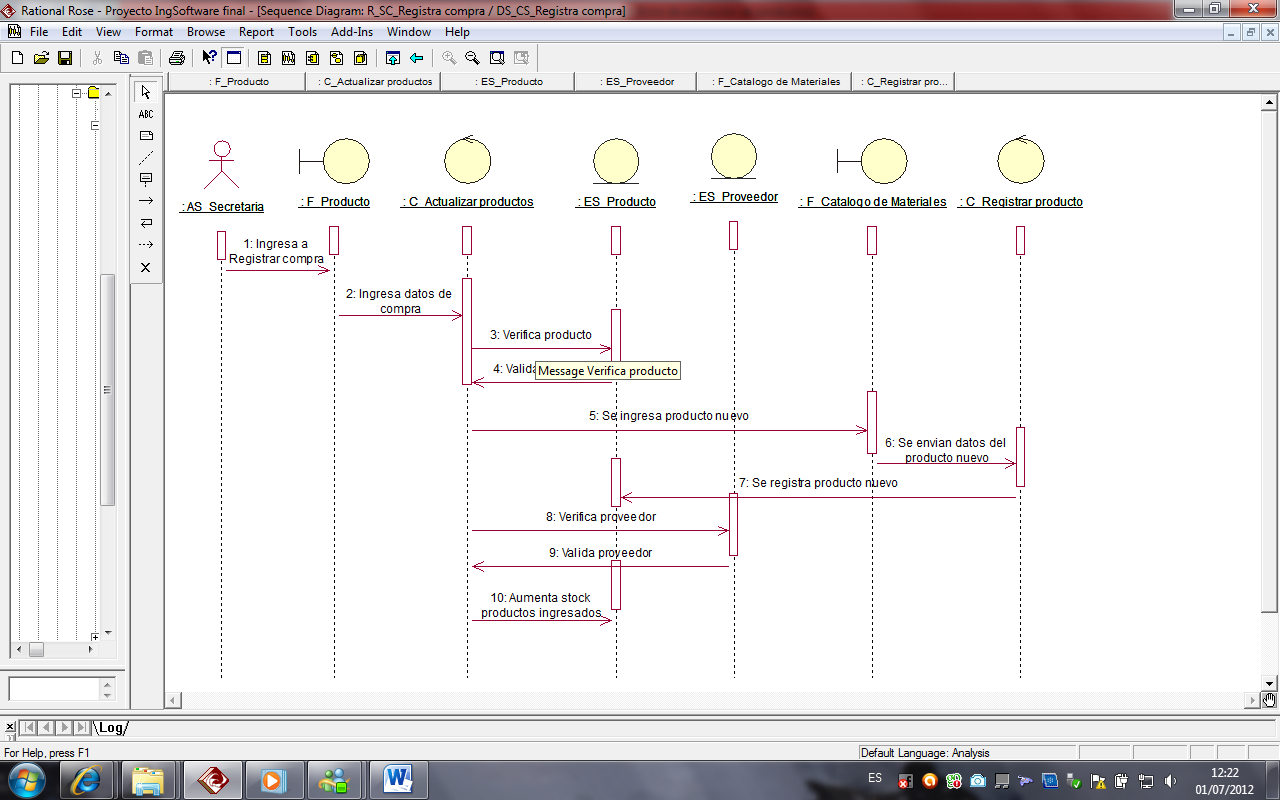 Rational Rose - Proyecto IngSoftware final - [Sequence Diagram: R_SC_Registra compra / DS_CS_Registra compra]
File Edit View Format Browse Report Tools Add-Ins Window Help
: F_Producto : C_Actualizar productos : ES_Producto : ES_Proveedor : F_Catalogo de Materiales : C_Registrar pro...
ABC
: AS_Secretaria : F_Producto : C_Actualizar productos : ES_Producto : ES_Proveedor : F_Catalogo de Materiales : C_Registrar producto
1: Ingresa a
Registrar compra
2: Ingresa datos de
compra
3: Verifica producto
4:
Message Verifica producto
5: Se ingresa producto nuevo
6: Se envian datos del
producto nuevo
7: Se registra producto nuevo
8: Verifica proveedor
9: Valida proveedor
10: Aumenta stock
productos ingresados
Log
For Help, press F1
Default Language: Analysis
ES
12:22
01/07/2012